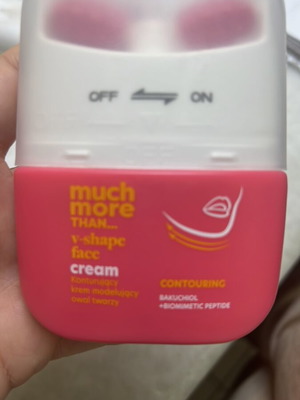 OFF ON
much
more
THAN...
v-shape
face
cream
Konturujący
krem modelujący
owal twarzy
CONTOURING
BAKUCHIOL
+BIOMIMETIC PEPTIDE